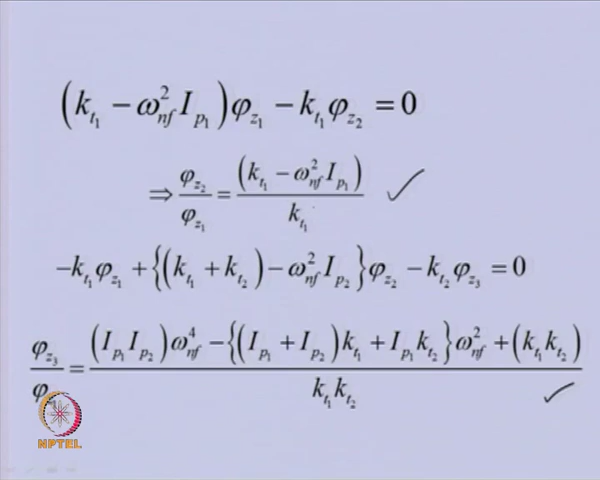 (k_{t_1} − ω_{nf}^2 I_{p_1}) φ_{z_1} − k_{t_1} φ_{z_2} = 0
⇒ φ_{z_2} / φ_{z_1} = (k_{t_1} − ω_{nf}^2 I_{p_1}) / k_{t_1}
−k_{t_1} φ_{z_1} + {(k_{t_1} + k_{t_2}) − ω_{nf}^2 I_{p_2}} φ_{z_2} − k_{t_2} φ_{z_3} = 0
φ_{z_3} / φ = ((I_{p_1} I_{p_2}) ω_{nf}^4 − {(I_{p_1} + I_{p_2}) k_{t_1} + I_{p_1} k_{t_2}} ω_{nf}^2 + (k_{t_1} k_{t_2})) / k_{t_1} k_{t_2}
NPTEL